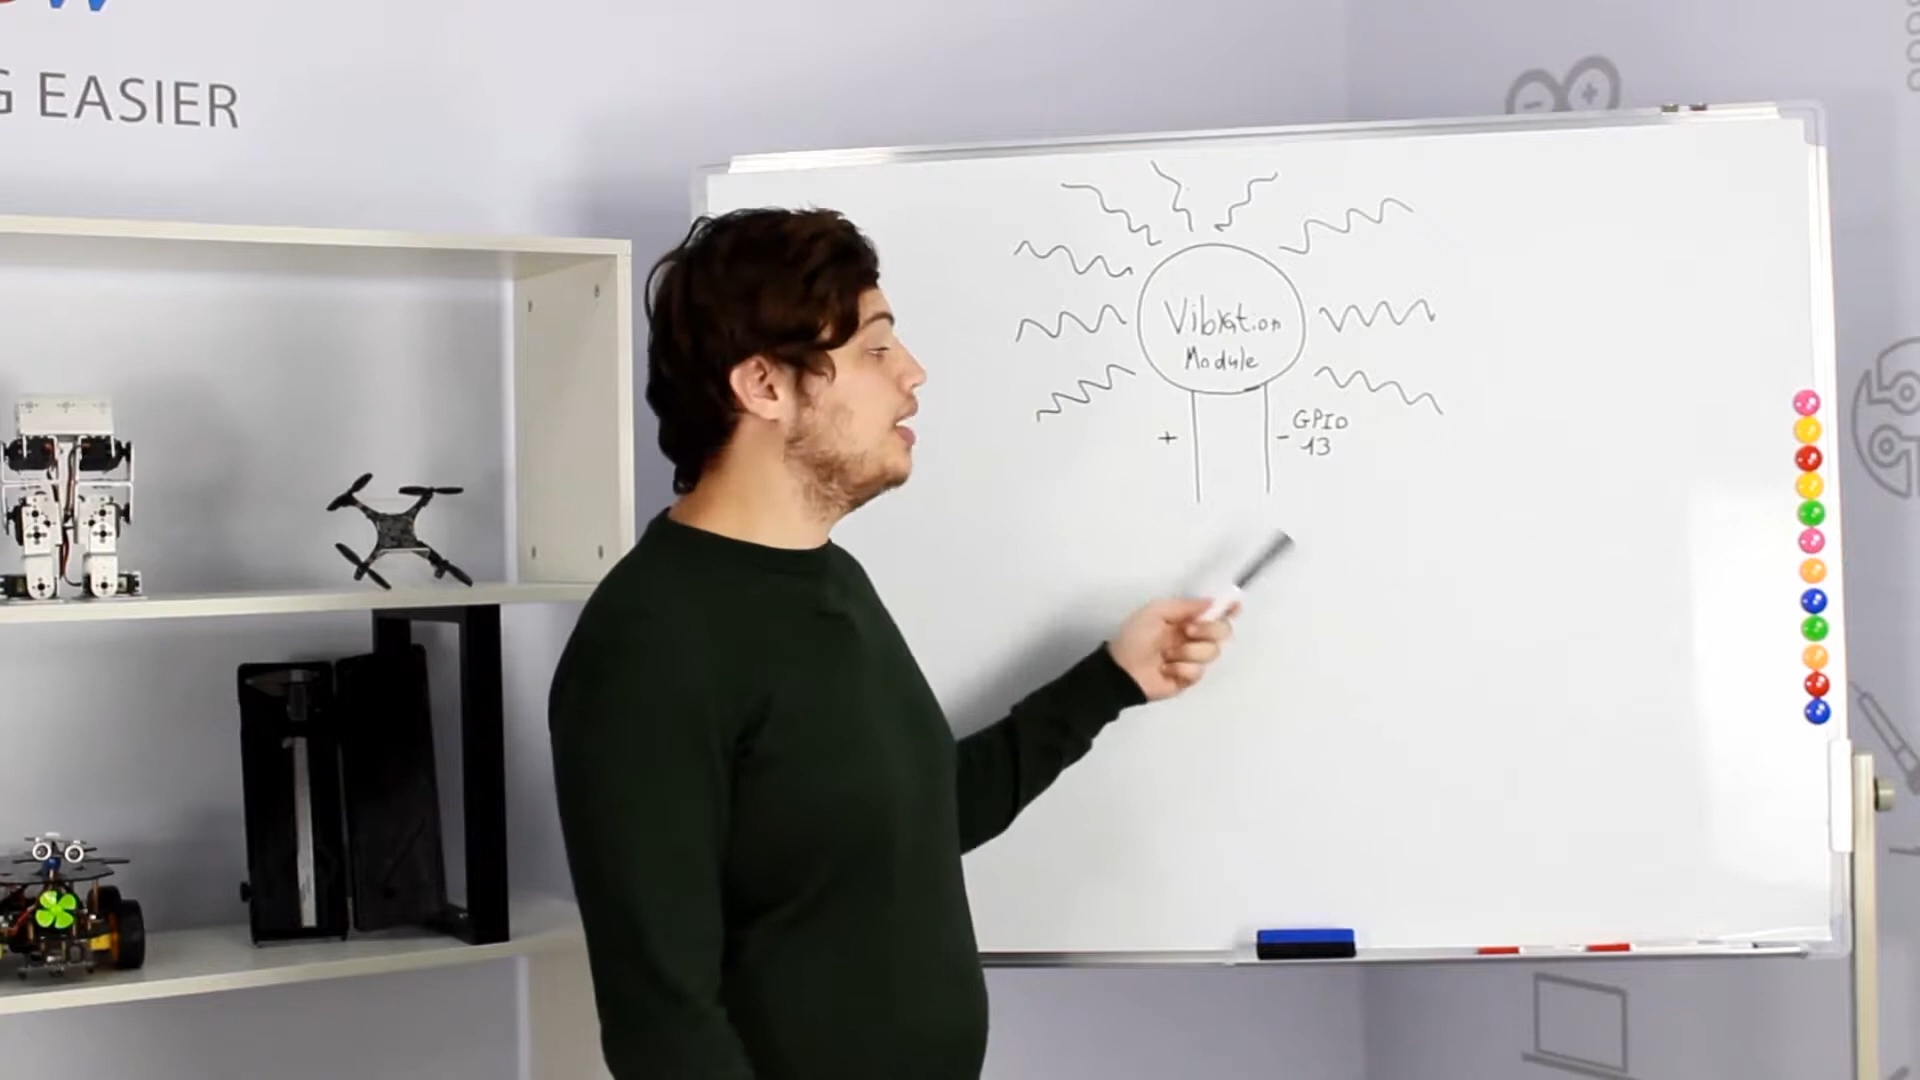 EASIER
Vibration
Module
+
- GPIO
13